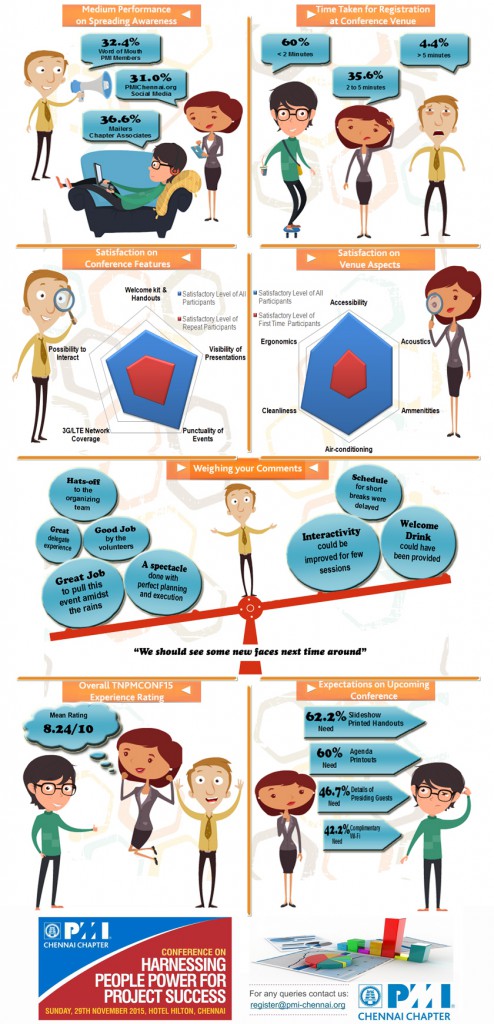 Medium Performance
on Spreading Awareness
32.4%
Word of Mouth
PMI Members
31.0%
PMIChennai.org
Social Media
36.6%
Mailers
Chapter Associates
Time Taken for Registration
at Conference Venue
60%
< 2 Minutes
4.4%
> 5 minutes
35.6%
2 to 5 minutes
Satisfaction on
Conference Features
Welcome kit &
Handouts
Satisfactory Level of All
Participants
Satisfactory Level of
Repeat Participants
Possibility to
Interact
Visibility of
Presentations
3G/LTE Network
Coverage
Punctuality of
Events
Satisfaction on
Venue Aspects
Satisfactory Level of All
Participants
Satisfactory Level of
First Time Participants
Accessibility
Ergonomics
Acoustics
Cleanliness
Ammenitities
Air-conditioning
Weighing your Comments
Hats-off
to the
organizing
team
Great
delegate
experience
Good Job
by the
volunteers
Great Job
to pull this
event amidst
the rains
A spectacle
done with
perfect planning
and execution
Schedule
for short
breaks were
delayed
Interactivity
could be
improved for few
sessions
Welcome
Drink
could have
been provided
"We should see some new faces next time around"
Overall TNPMCONF15
Experience Rating
Mean Rating
8.24/10
Expectations on Upcoming
Conference
62.2% Slideshow
Need Printed Handouts
60% Agenda
Need Printouts
46.7% Details of
Need Presiding Guests
42.2% Complimentary
Need Wi-Fi
PMI
CHENNAI CHAPTER
CONFERENCE ON
HARNESSING
PEOPLE POWER FOR
PROJECT SUCCESS
SUNDAY, 29TH NOVEMBER 2015, HOTEL HILTON, CHENNAI
For any queries contact us:
register@pmi-chennai.org
PMI
CHENNAI CHAPTER